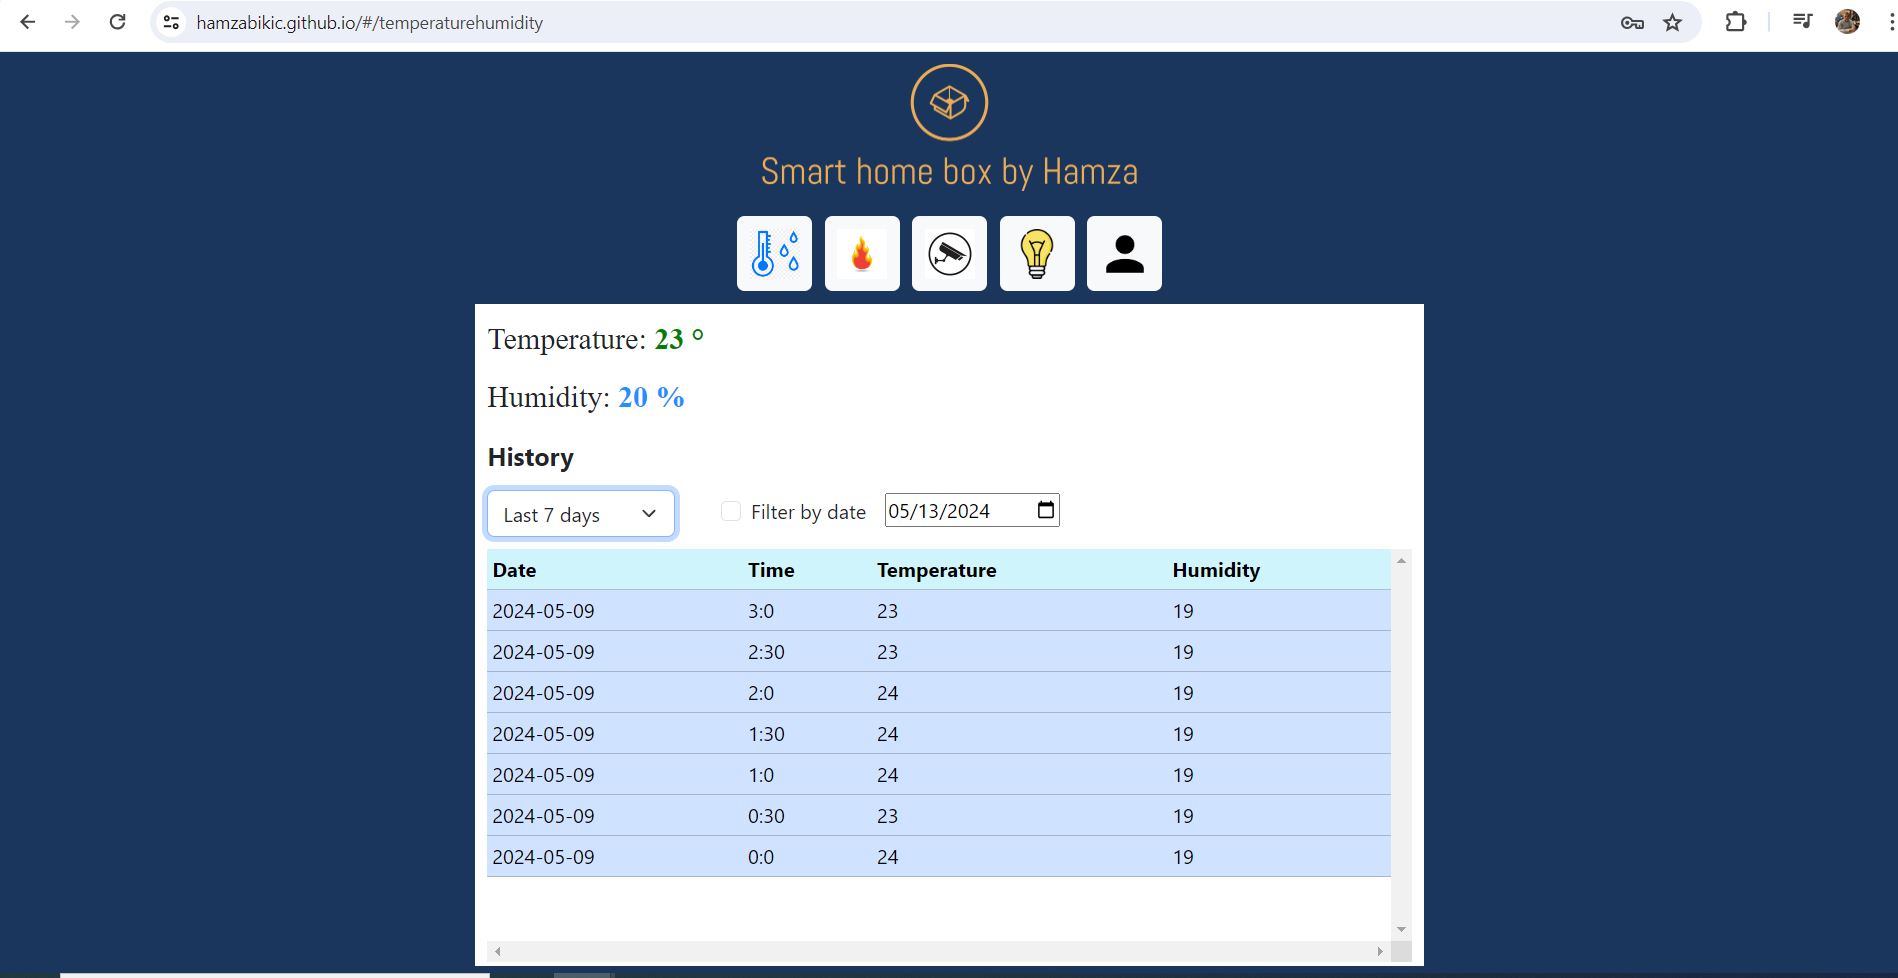 hamzabikic.github.io/#/temperaturehumidity
Smart home box by Hamza
Temperature: 23 °
Humidity: 20 %
History
Last 7 days Filter by date 05/13/2024
Date Time Temperature Humidity
2024-05-09 3:0 23 19
2024-05-09 2:30 23 19
2024-05-09 2:0 24 19
2024-05-09 1:30 24 19
2024-05-09 1:0 24 19
2024-05-09 0:30 23 19
2024-05-09 0:0 24 19